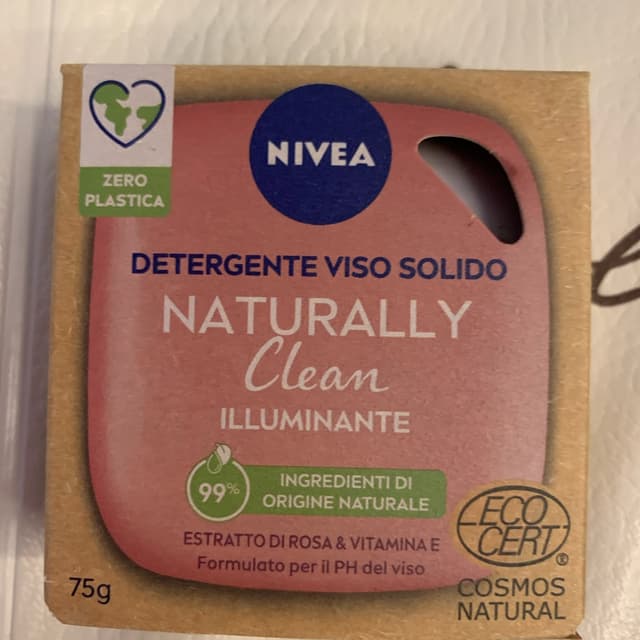 NIVEA
ZERO
PLASTICA
DETERGENTE VISO SOLIDO
NATURALLY
Clean
ILLUMINANTE
99%
INGREDIENTI DI
ORIGINE NATURALE
ESTRATTO DI ROSA & VITAMINA E
Formulato per il PH del viso
75g
ECO
CERT®
COSMOS
NATURAL